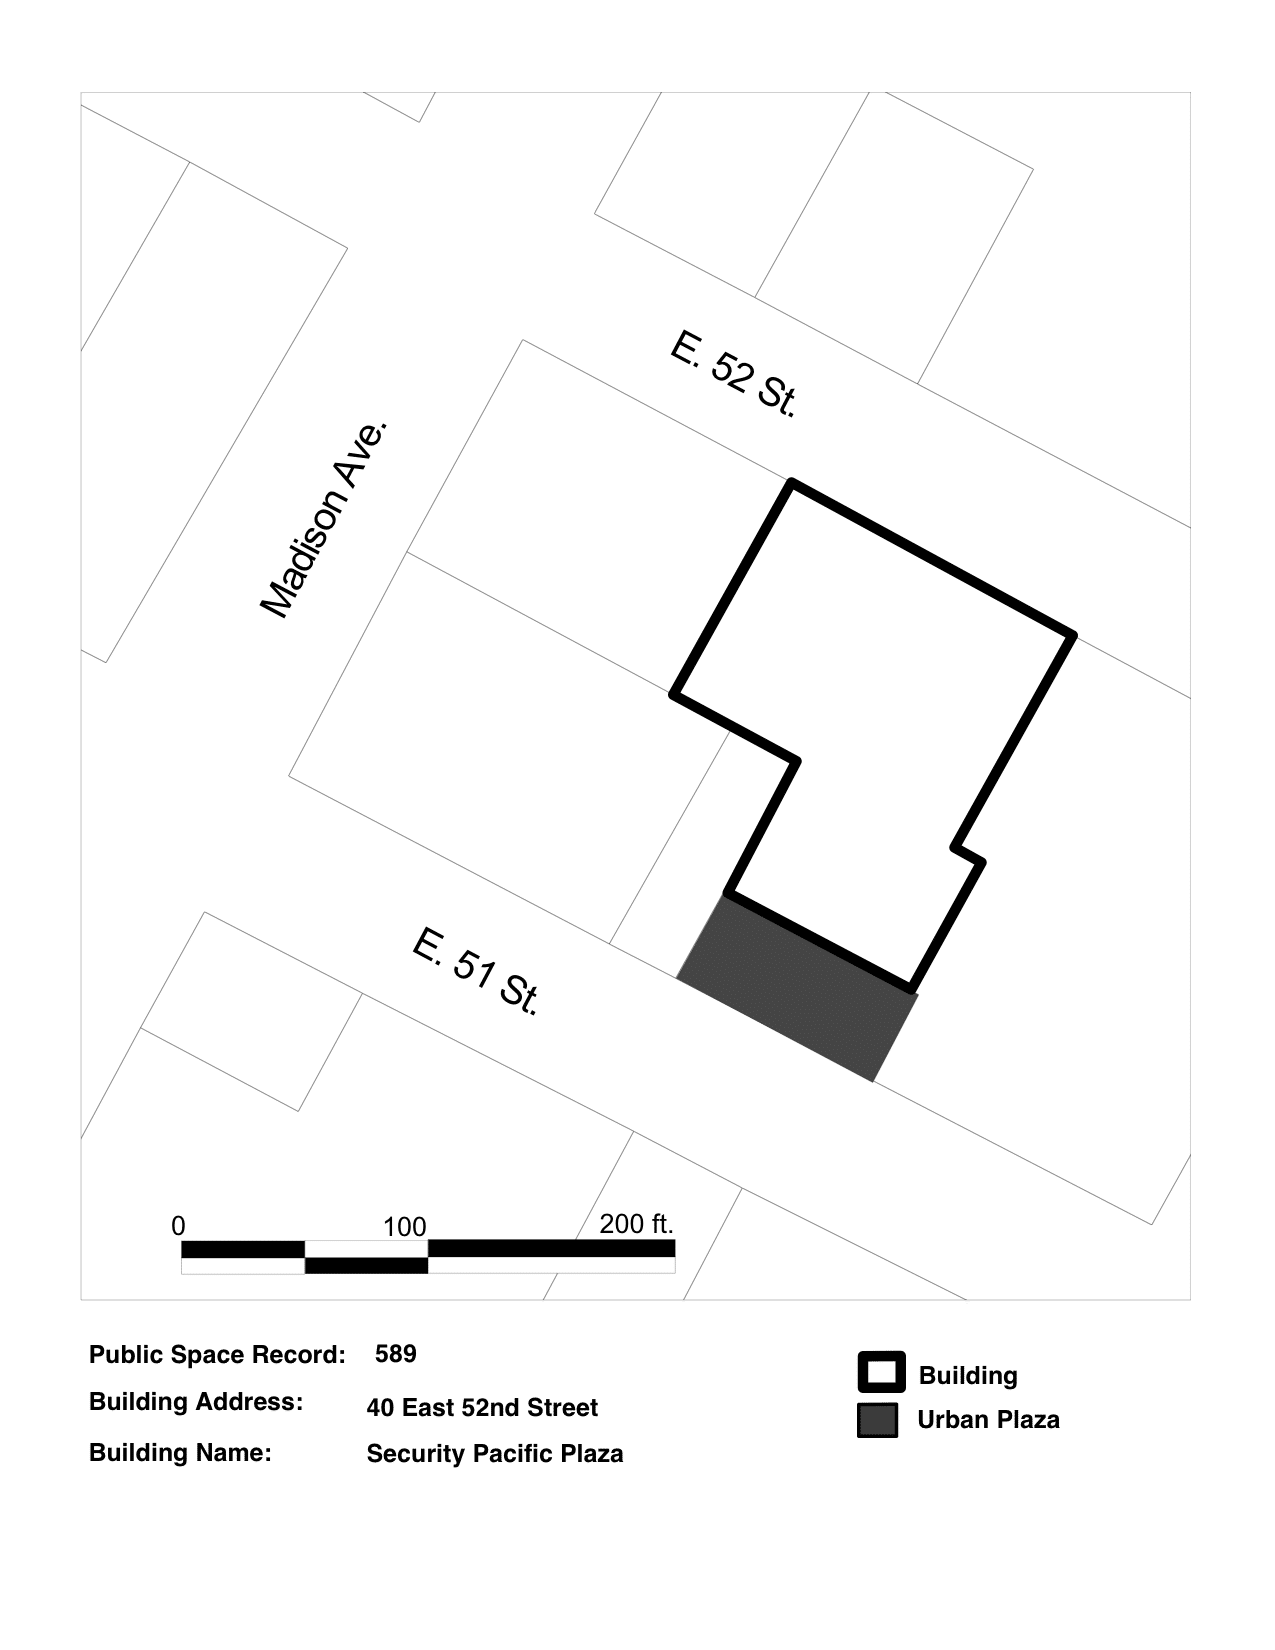 E. 52 St.
Madison Ave.
E. 51 St.
0 100 200 ft.
Public Space Record: 589
Building Address: 40 East 52nd Street
Building Name: Security Pacific Plaza
Building
Urban Plaza